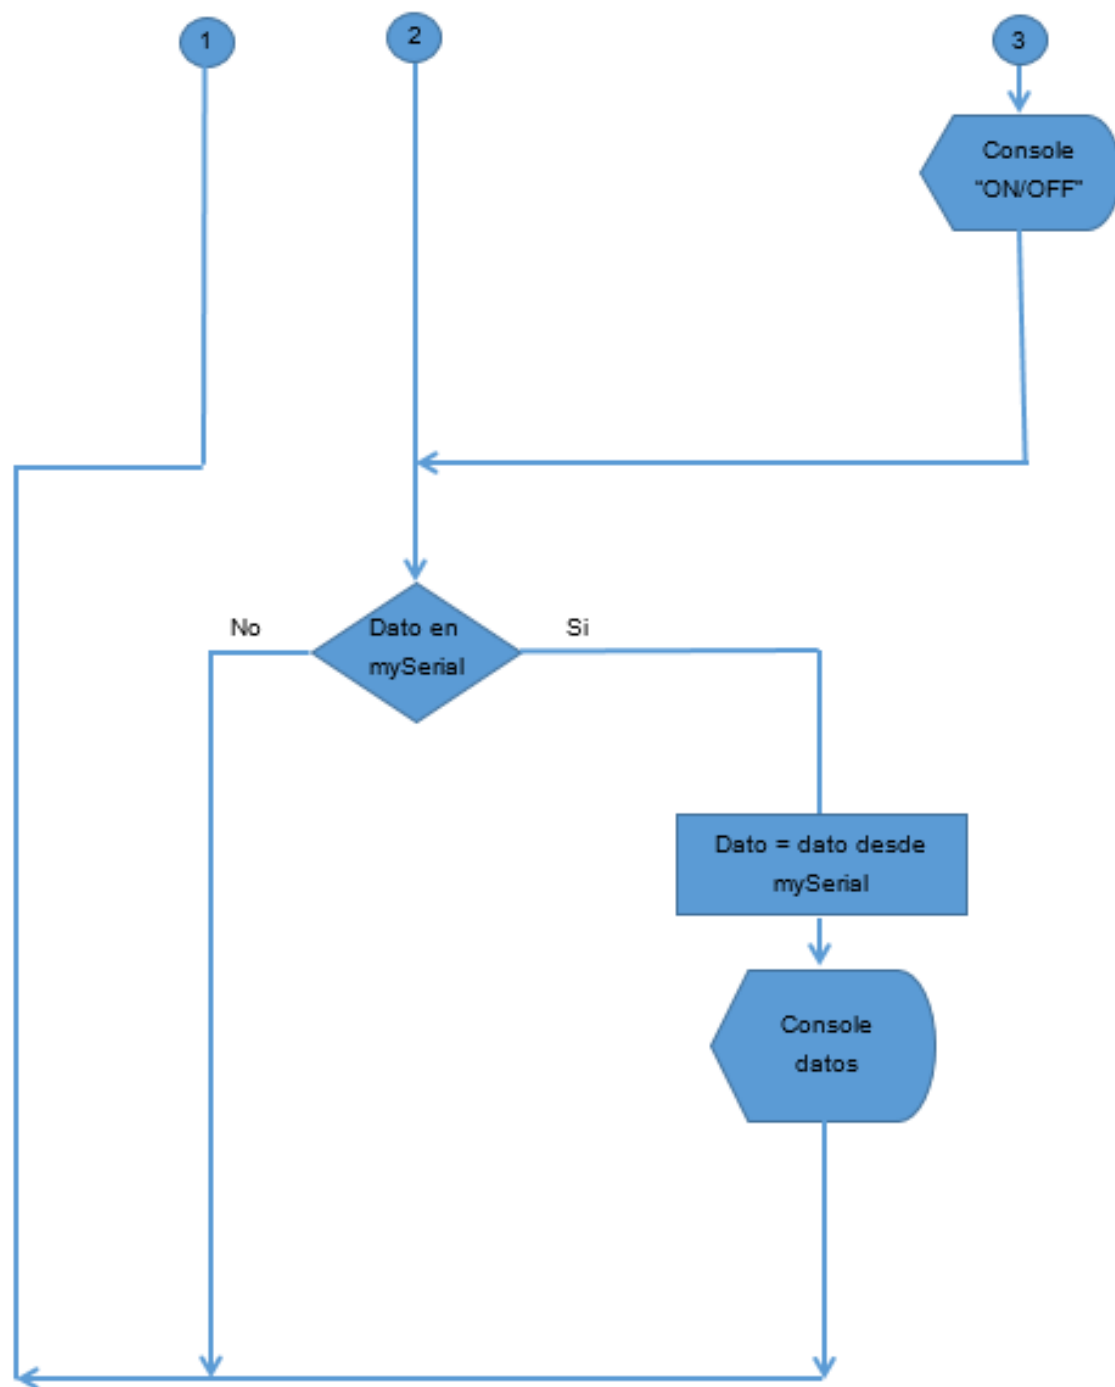 1
2
3
Console
"ON/OFF"
No
Dato en
mySerial
Si
Dato = dato desde
mySerial
Console
datos